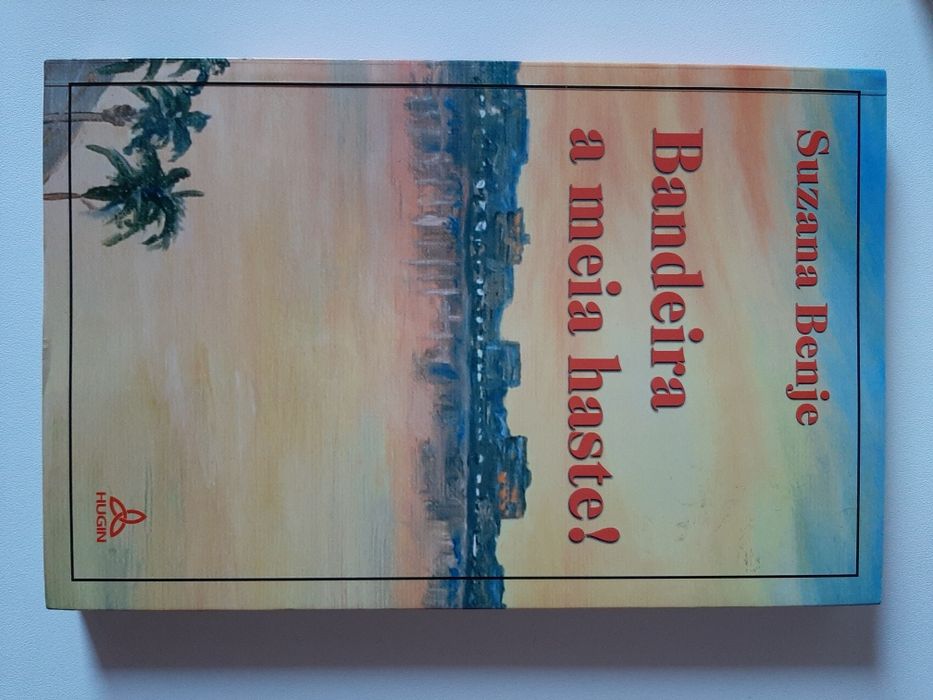 Suzana Benje
Bandeira
a meia haste!
HUGIN